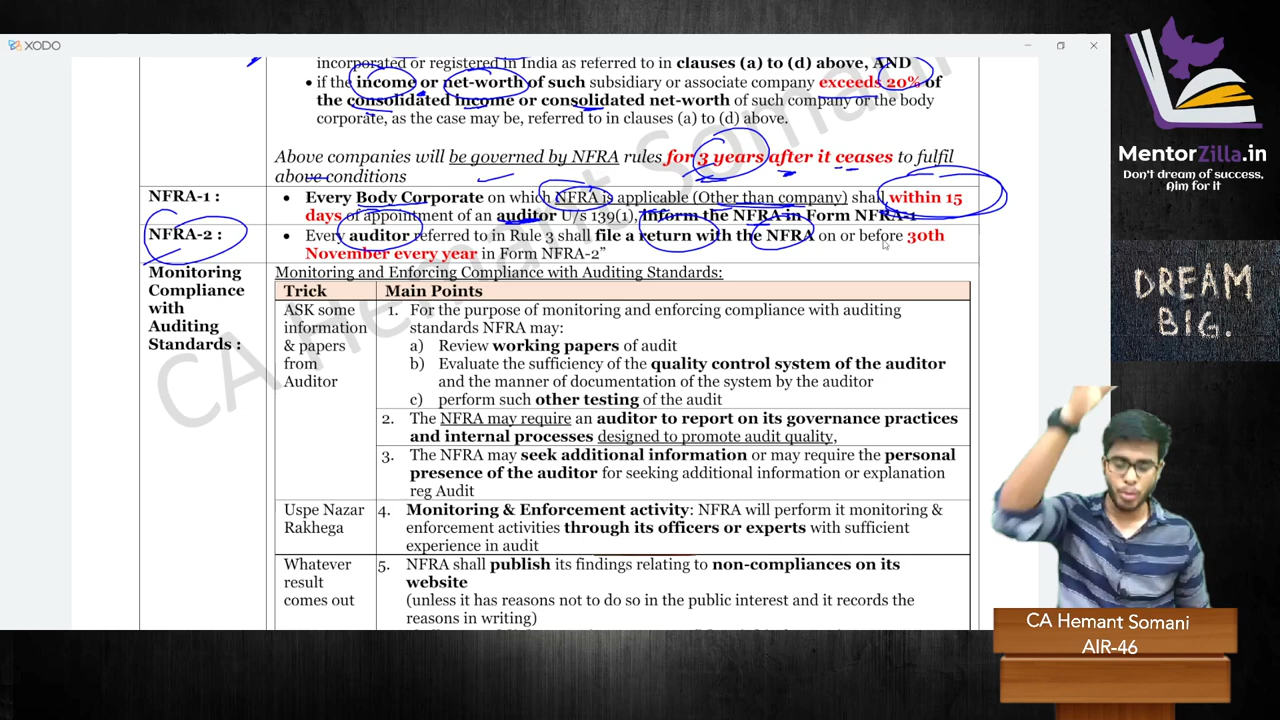 XODO
incorporated or registered in India as referred to in clauses (a) to (d) above, AND
• if the income or net-worth of such subsidiary or associate company exceeds 20% of
the consolidated income or consolidated net-worth of such company or the body
corporate, as the case may be, referred to in clauses (a) to (d) above.
Above companies will be governed by NFRA rules for 3 years after it ceases to fulfil
above conditions
NFRA-1 :
• Every Body Corporate on which NFRA is applicable (Other than company) shall within 15
days of appointment of an auditor U/s 139(1), inform the NFRA in Form NFRA-1
NFRA-2 :
• Every auditor referred to in Rule 3 shall file a return with the NFRA on or before 30th
November every year in Form NFRA-2”
Monitoring
Compliance
with
Auditing
Standards :
Monitoring and Enforcing Compliance with Auditing Standards:
Trick Main Points
ASK some
information
& papers
from
Auditor
1. For the purpose of monitoring and enforcing compliance with auditing
standards NFRA may:
a) Review working papers of audit
b) Evaluate the sufficiency of the quality control system of the auditor
and the manner of documentation of the system by the auditor
c) perform such other testing of the audit
2. The NFRA may require an auditor to report on its governance practices
and internal processes designed to promote audit quality,
3. The NFRA may seek additional information or may require the personal
presence of the auditor for seeking additional information or explanation
reg Audit
Uspe Nazar
Rakhega
4. Monitoring & Enforcement activity: NFRA will perform it monitoring &
enforcement activities through its officers or experts with sufficient
experience in audit
Whatever
result
comes out
5. NFRA shall publish its findings relating to non-compliances on its
website
(unless it has reasons not to do so in the public interest and it records the
reasons in writing)
CA Hemant Somani
MentorZilla.in
Don't dream of success,
Aim for it
DREAM
BIG.
CA Hemant Somani
AIR-46